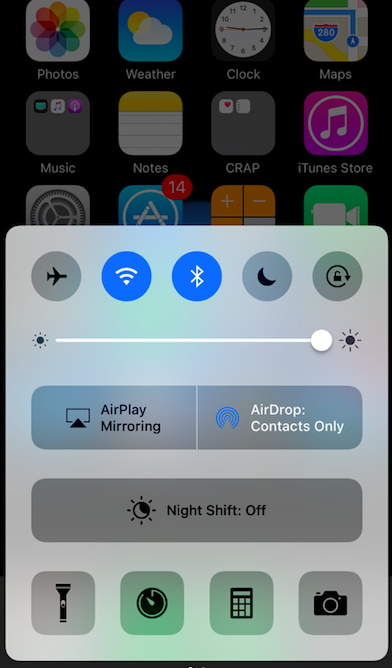 Photos Weather Clock Maps
280
Music Notes CRAP iTunes Store
14
AirPlay
Mirroring
AirDrop:
Contacts Only
Night Shift: Off